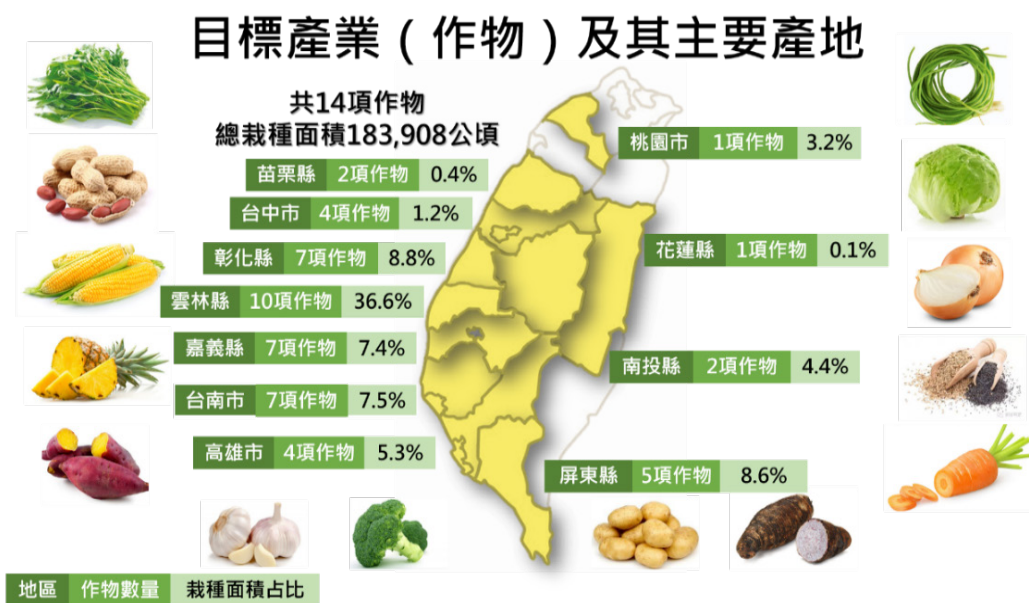 目標產業（作物）及其主要產地
共14項作物
總栽種面積183,908公頃
苗栗縣 2項作物 0.4%
台中市 4項作物 1.2%
彰化縣 7項作物 8.8%
雲林縣 10項作物 36.6%
嘉義縣 7項作物 7.4%
台南市 7項作物 7.5%
高雄市 4項作物 5.3%
桃園市 1項作物 3.2%
花蓮縣 1項作物 0.1%
南投縣 2項作物 4.4%
屏東縣 5項作物 8.6%
地區 作物數量 栽種面積占比